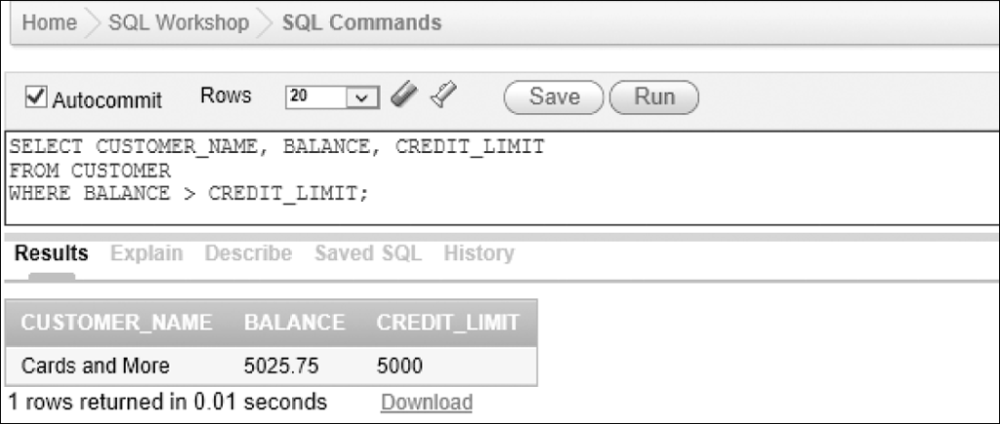 Home SQL Workshop SQL Commands
Autocommit Rows 20 Save Run
SELECT CUSTOMER_NAME, BALANCE, CREDIT_LIMIT
FROM CUSTOMER
WHERE BALANCE > CREDIT_LIMIT;
Results Explain Describe Saved SQL History
CUSTOMER_NAME BALANCE CREDIT_LIMIT
Cards and More 5025.75 5000
1 rows returned in 0.01 seconds Download